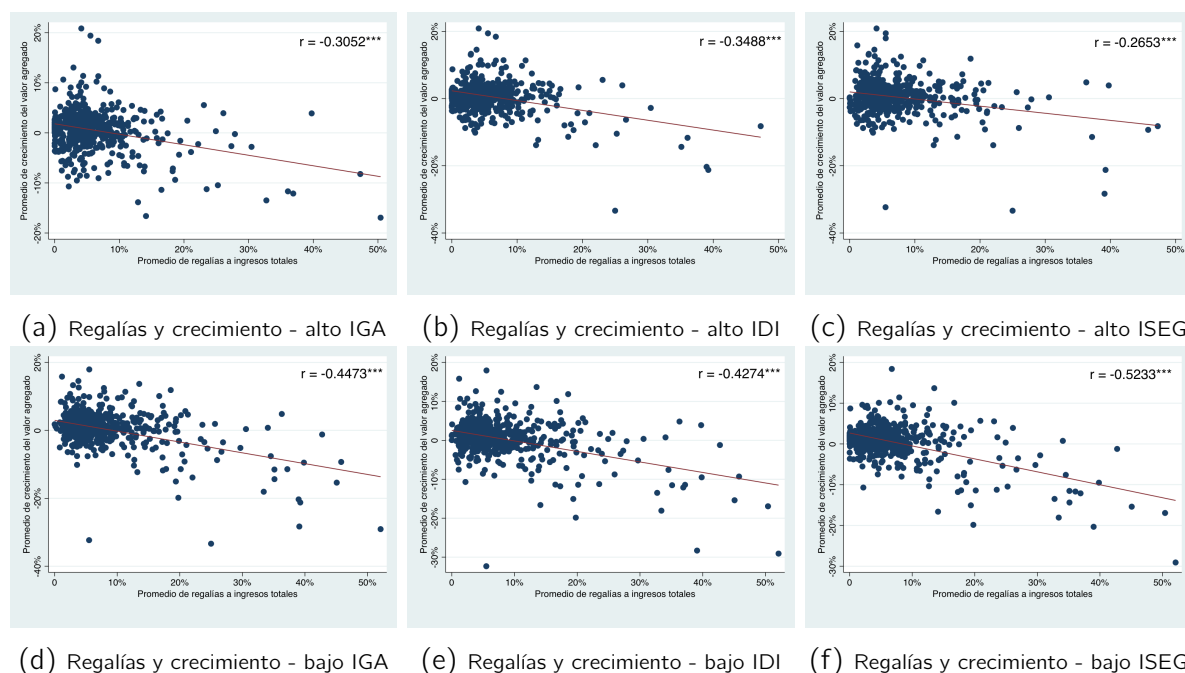 r = -0.3052***
Promedio de crecimiento del valor agregado
20%
10%
0
-10%
-20%
0 10% 20% 30% 40% 50%
Promedio de regalías a ingresos totales
(a) Regalías y crecimiento - alto IGA
r = -0.3488***
Promedio de crecimiento del valor agregado
20%
0
-20%
-40%
0 10% 20% 30% 40% 50%
Promedio de regalías a ingresos totales
(b) Regalías y crecimiento - alto IDI
r = -0.2653***
Promedio de crecimiento del valor agregado
20%
0
-20%
-40%
0 10% 20% 30% 40% 50%
Promedio de regalías a ingresos totales
(c) Regalías y crecimiento - alto ISEG
r = -0.4473***
Promedio de crecimiento del valor agregado
20%
0
-20%
-40%
0 10% 20% 30% 40% 50%
Promedio de regalías a ingresos totales
(d) Regalías y crecimiento - bajo IGA
r = -0.4274***
Promedio de crecimiento del valor agregado
20%
10%
0
-10%
-20%
-30%
0 10% 20% 30% 40% 50%
Promedio de regalías a ingresos totales
(e) Regalías y crecimiento - bajo IDI
r = -0.5233***
Promedio de crecimiento del valor agregado
20%
10%
0
-10%
-20%
-30%
0 10% 20% 30% 40% 50%
Promedio de regalías a ingresos totales
(f) Regalías y crecimiento - bajo ISEG